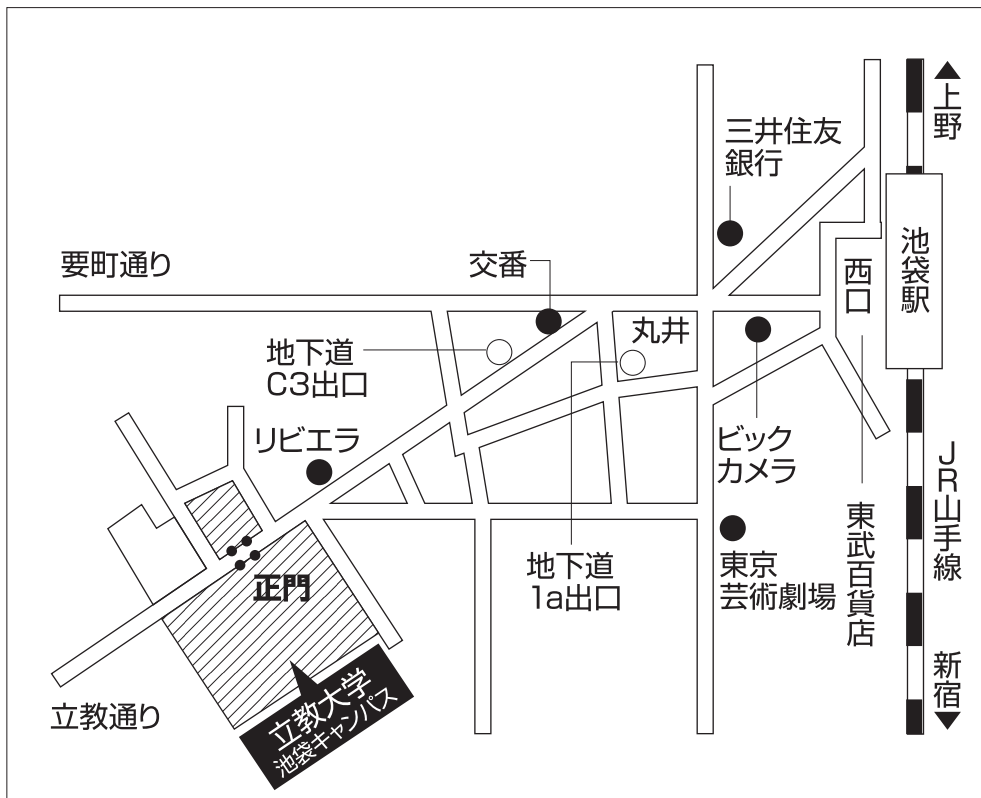 上野
三井住友
銀行
池袋駅
西口
要町通り
交番
丸井
地下道
C3出口
リビエラ
ビック
カメラ
JR山手線
東武百貨店
地下道
1a出口
東京
芸術劇場
正門
新宿
立教通り
立教大学
池袋キャンパス